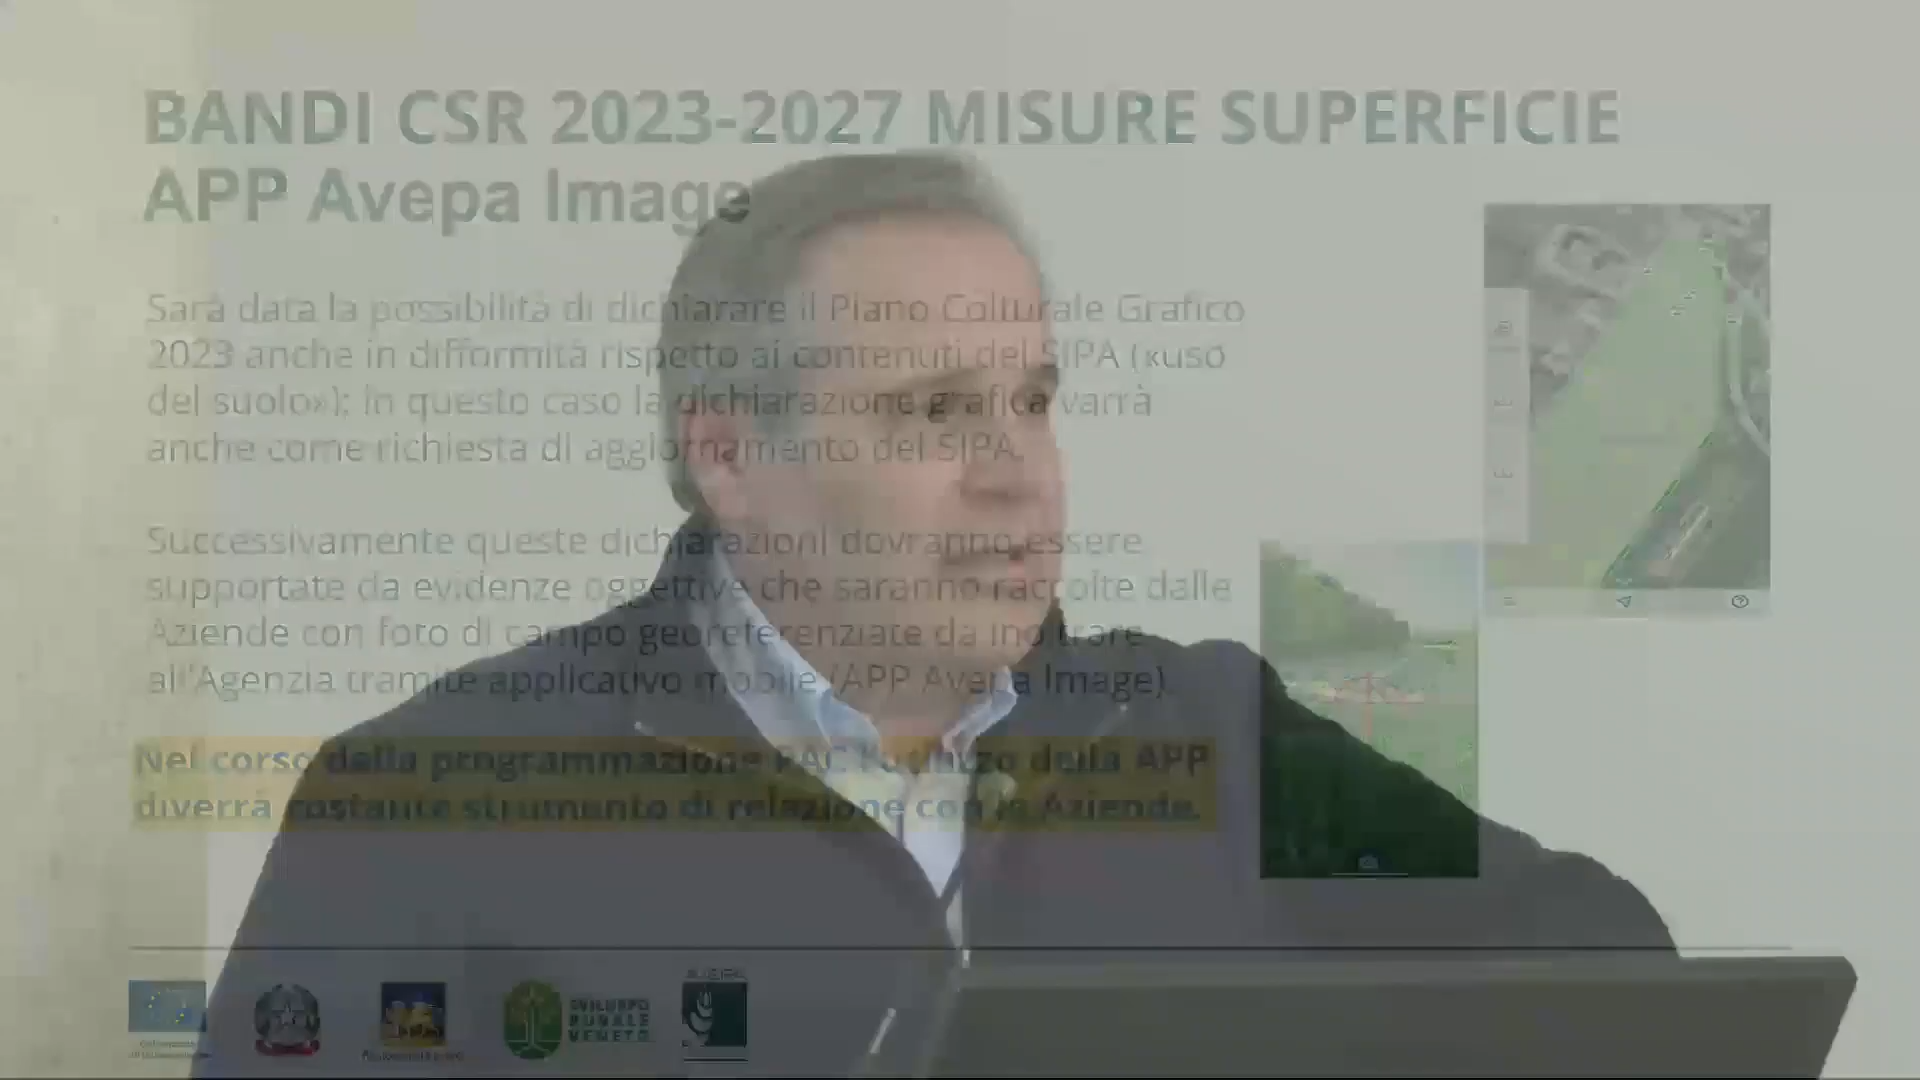 BANDI CSR 2023-2027 MISURE SUPERFICIE
APP Avepa Image
Sarà data la possibilità di dichiarare il Piano Colturale Grafico
2023 anche in difformità rispetto ai contenuti del SIPA («uso
del suolo»); in questo caso la dichiarazione grafica varrà
anche come richiesta di aggiornamento del SIPA.
Successivamente queste dichiarazioni dovranno essere
supportate da evidenze oggettive che saranno raccolte dalle
Aziende con foto di campo georeferenziate da inoltrare
all'Agenzia tramite applicativo mobile (APP Avepa Image).
Nel corso della programmazione PAC l'utilizzo della APP
diverrà costante strumento di relazione con le Aziende.
SVILUPPO
RURALE
VENETO